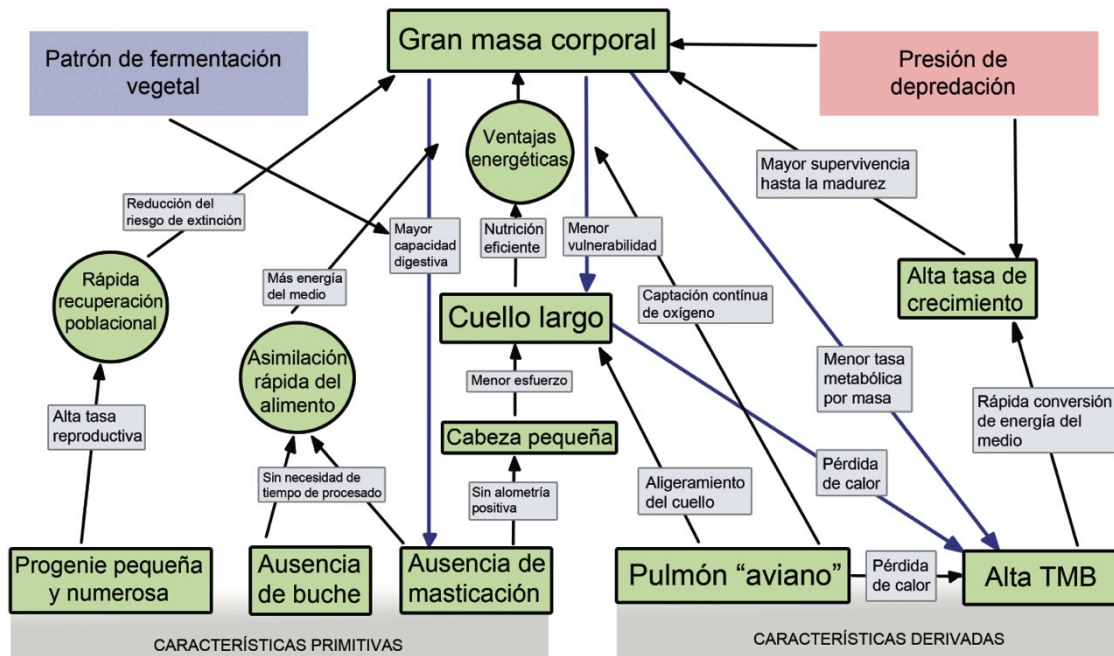 Gran masa corporal
Patrón de fermentación
vegetal
Presión de
depredación
Ventajas
energéticas
Mayor supervivencia
hasta la madurez
Reducción del
riesgo de extinción
Mayor
capacidad
digestiva
Nutrición
eficiente
Menor
vulnerabilidad
Rápida
recuperación
poblacional
Más energía
del medio
Captación contínua
de oxígeno
Alta tasa de
crecimiento
Cuello largo
Asimilación
rápida del
alimento
Menor esfuerzo
Menor tasa
metabólica
por masa
Rápida conversión
de energía del
medio
Alta tasa
reproductiva
Cabeza pequeña
Sin necesidad de
tiempo de procesado
Sin alometría
positiva
Aligeramiento
del cuello
Pérdida
de calor
Progenie pequeña
y numerosa
Ausencia
de buche
Ausencia de
masticación
Pulmón “aviano”
Pérdida
de calor
Alta TMB
CARACTERÍSTICAS PRIMITIVAS
CARACTERÍSTICAS DERIVADAS